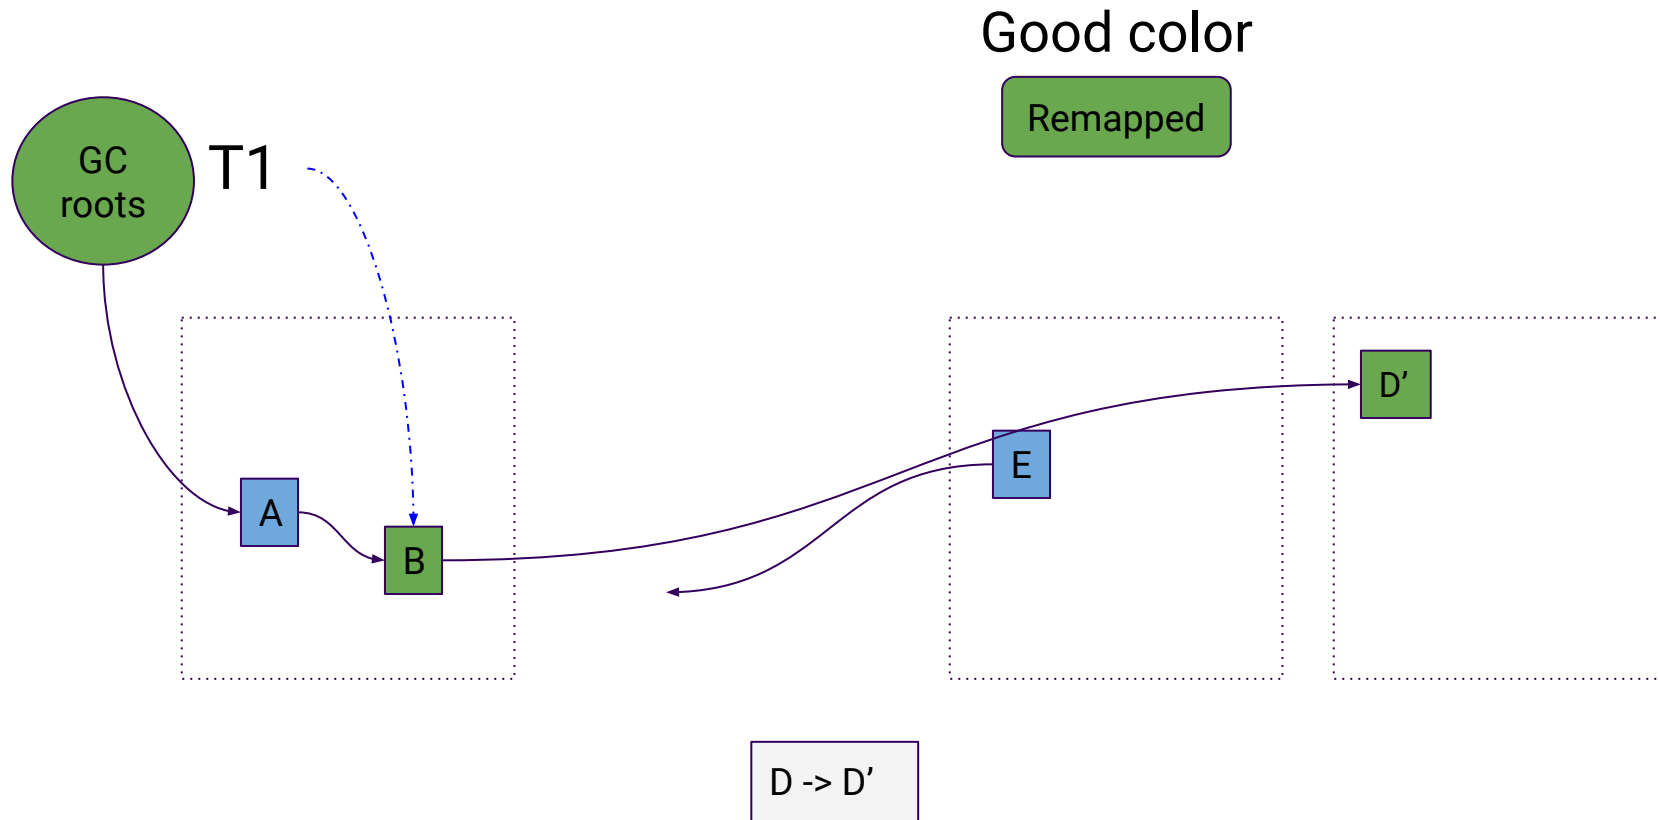 Good color
Remapped
GC
roots
T1
D’
E
A
B
D -> D’